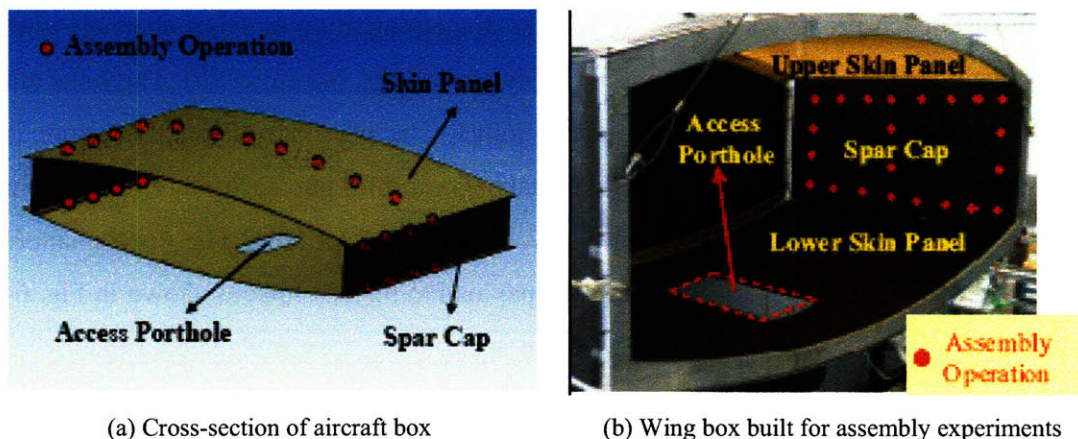 Assembly Operation
Skin Panel
Access Porthole
Spar Cap
Upper Skin Panel
Access
Porthole
Spar Cap
Lower Skin Panel
Assembly
Operation
(a) Cross-section of aircraft box
(b) Wing box built for assembly experiments